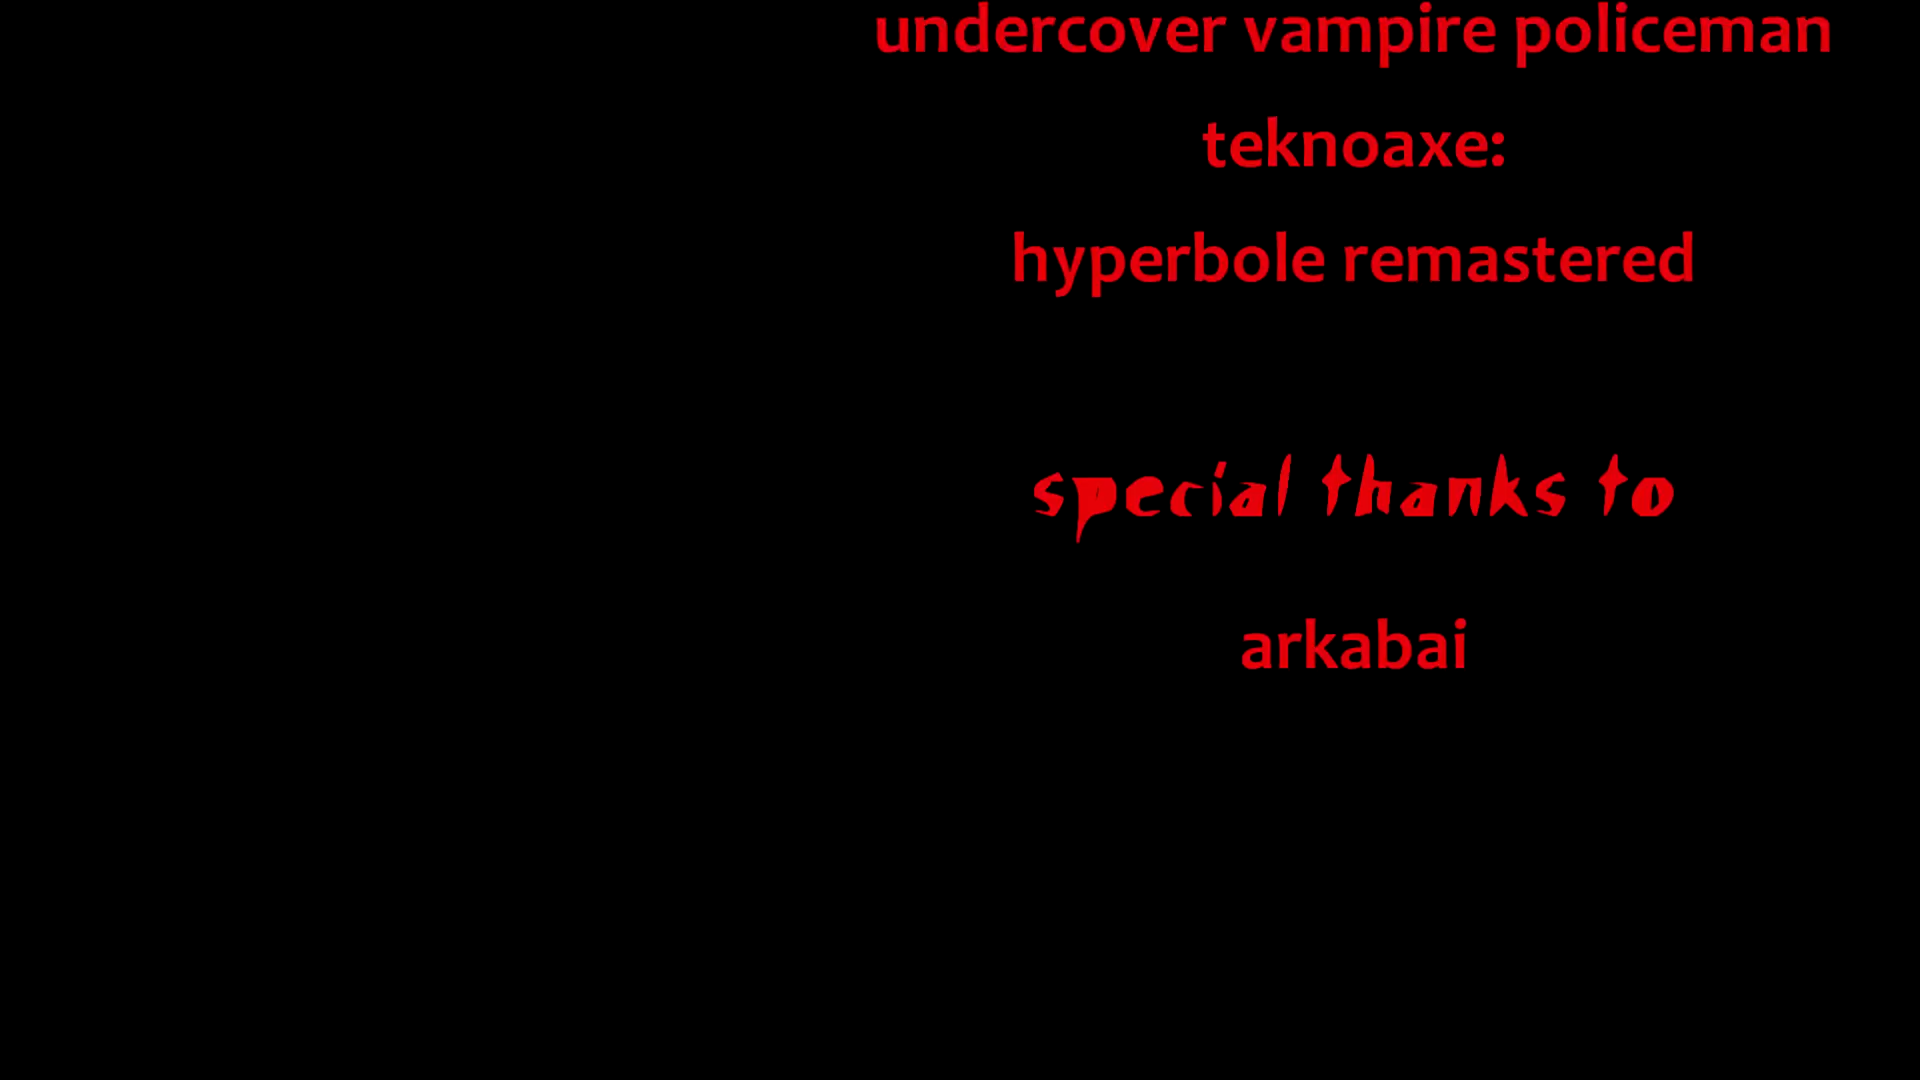 undercover vampire policeman
teknoaxe:
hyperbole remastered
special thanks to
arkabai